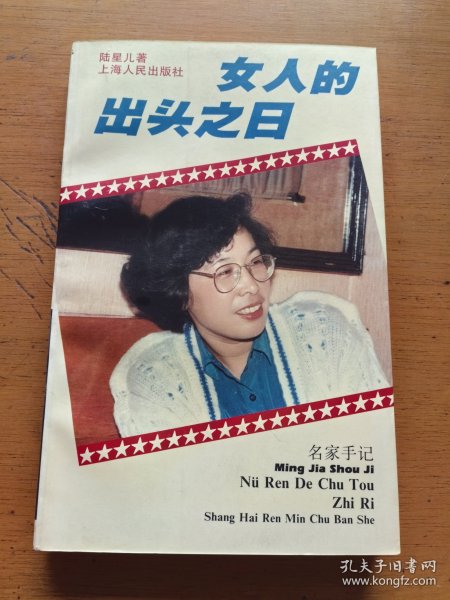 陆星儿著
上海人民出版社
女人的
出头之日
名家手记
Ming Jia Shou Ji
Nü Ren De Chu Tou
Zhi Ri
Shang Hai Ren Min Chu Ban She
孔夫子旧书网
www.kongfz.com